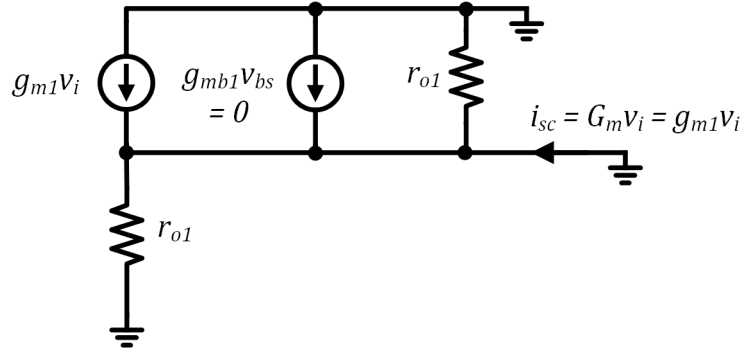 g_{m1}v_i
g_{mb1}v_{bs}
= 0
r_{o1}
i_{sc} = G_m v_i = g_{m1}v_i
r_{o1}